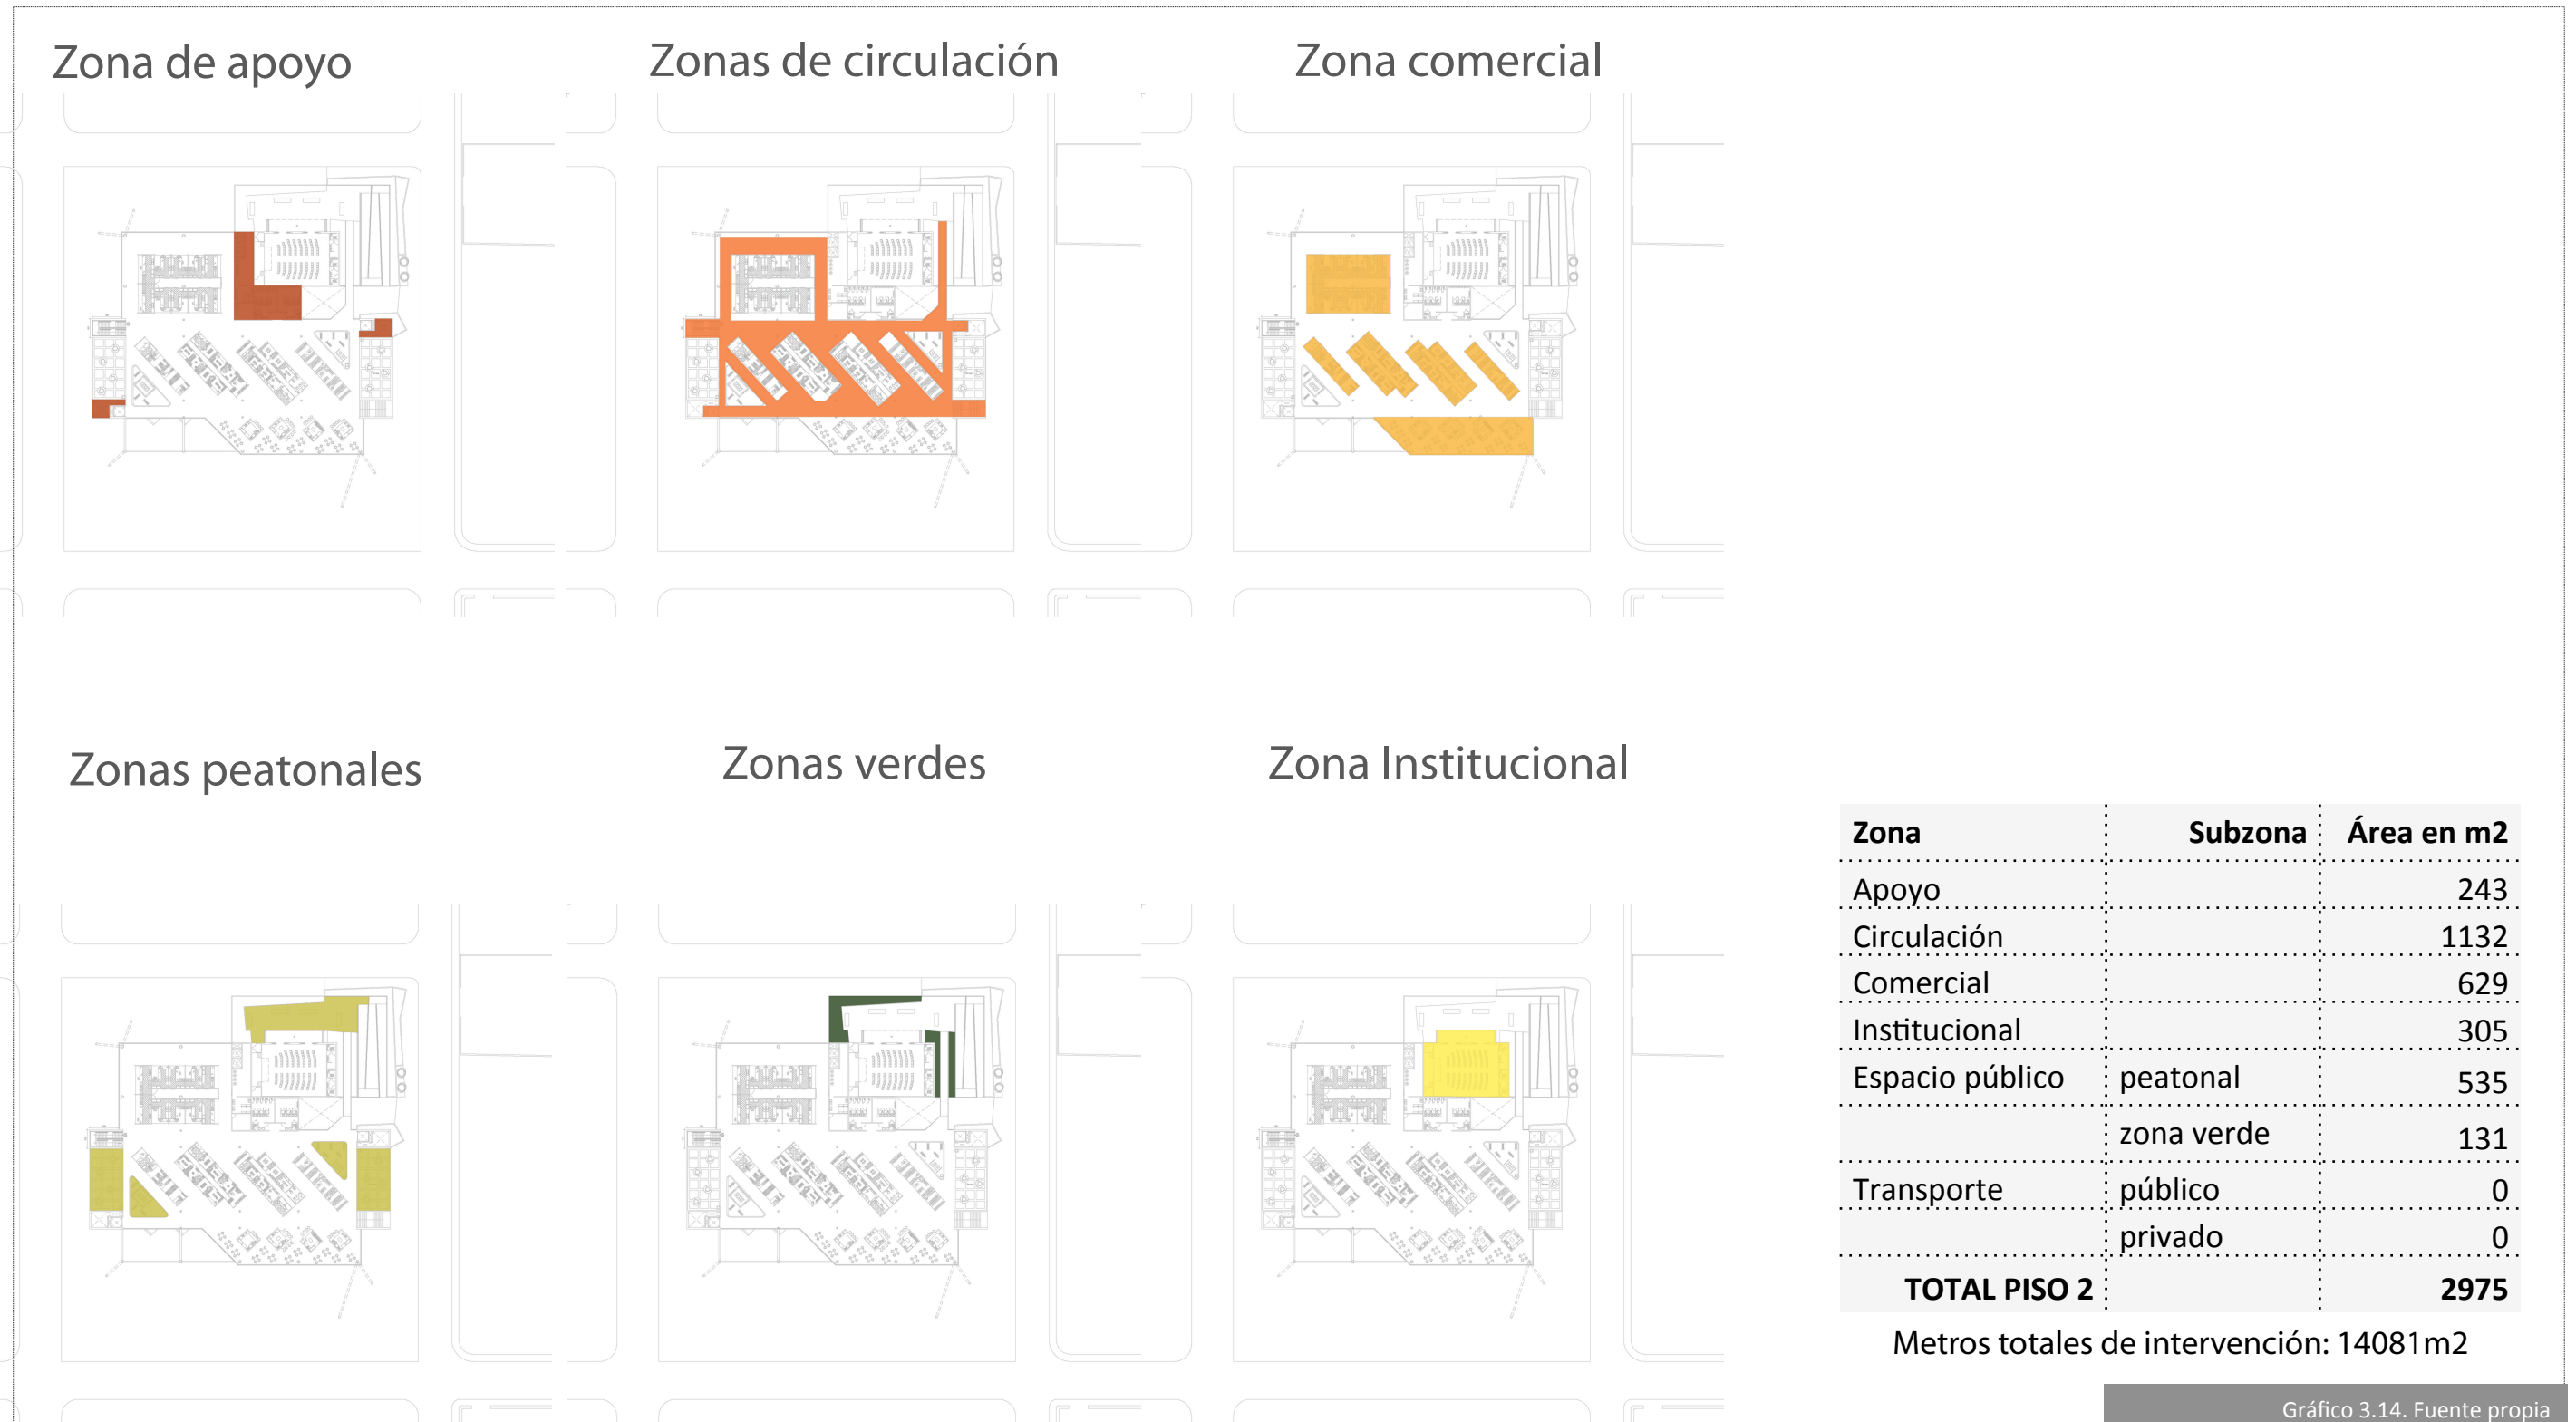 Zona de apoyo
Zonas de circulación
Zona comercial
Zonas peatonales
Zonas verdes
Zona Institucional
Zona Subzona Área en m2
Apoyo 243
Circulación 1132
Comercial 629
Institucional 305
Espacio público peatonal 535
zona verde 131
Transporte público 0
privado 0
TOTAL PISO 2 2975
Metros totales de intervención: 14081m2
Gráfico 3.14. Fuente propia